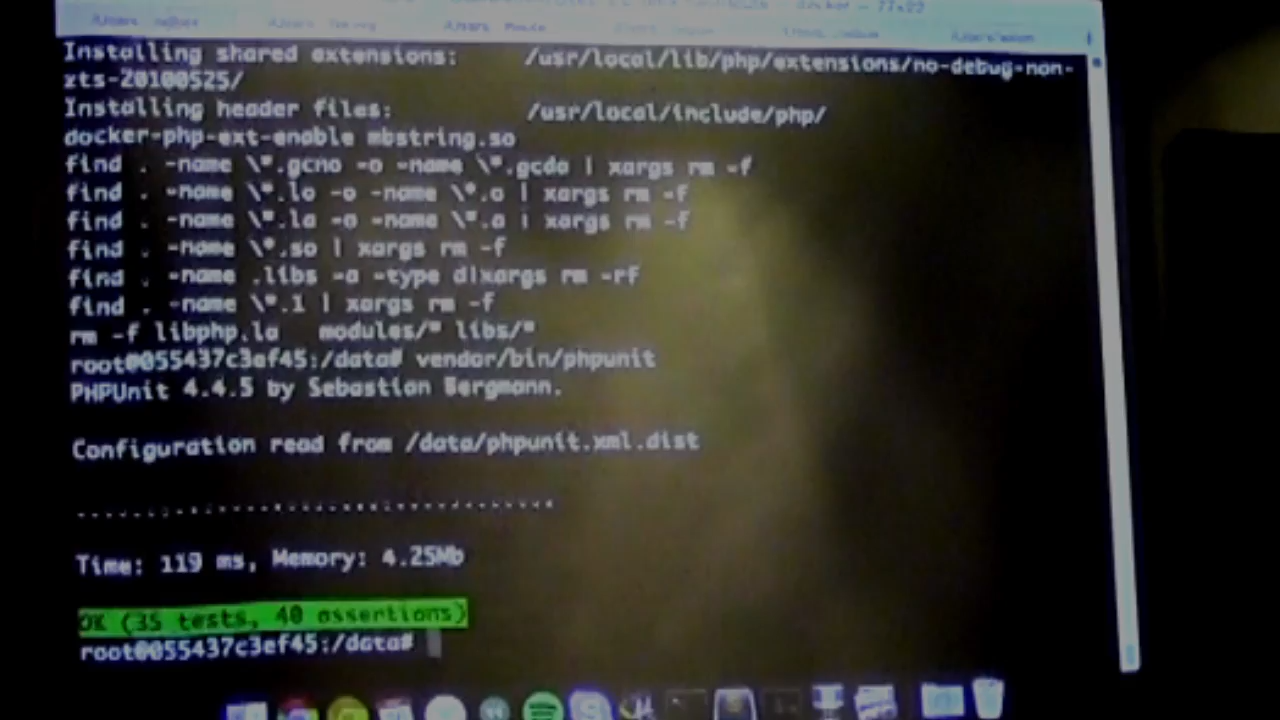 Installing shared extensions: /usr/local/lib/php/extensions/no-debug-non-
zts-20100525/
Installing header files: /usr/local/include/php/
docker-php-ext-enable mbstring.so
find . -name \*.gcno -o -name \*.gcda | xargs rm -f
find . -name \*.lo -o -name \*.o | xargs rm -f
find . -name \*.la -o -name \*.a | xargs rm -f
find . -name \*.so | xargs rm -f
find . -name .libs -a -type d|xargs rm -rf
find . -name \*.1 | xargs rm -f
rm -f libphp.la modules/* libs/*
root@055437c3ef45:/data# vendor/bin/phpunit
PHPUnit 4.4.5 by Sebastian Bergmann.
Configuration read from /data/phpunit.xml.dist
...................................
Time: 119 ms, Memory: 4.25Mb
OK (35 tests, 40 assertions)
root@055437c3ef45:/data#